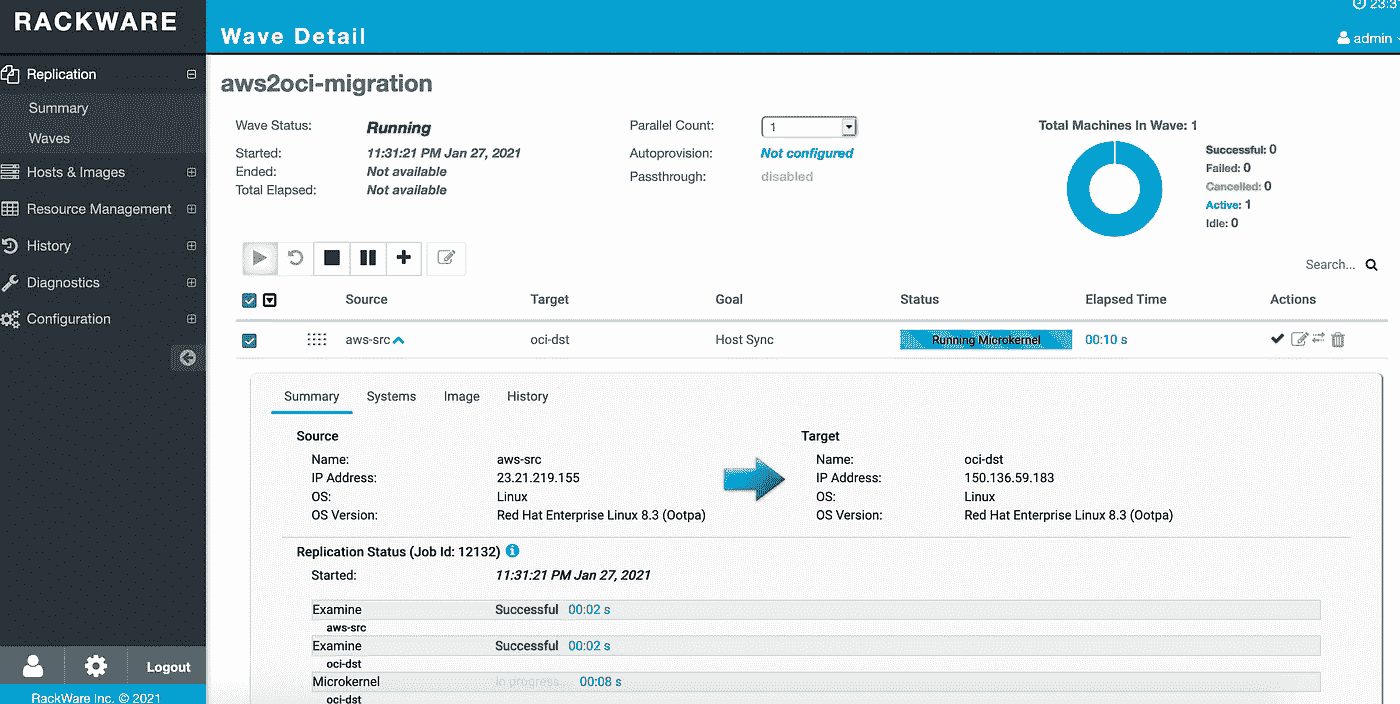 RACKWARE
23:3
Wave Detail
admin
Replication
Summary
Waves
Hosts & Images
Resource Management
History
Diagnostics
Configuration
Logout
RackWare Inc. © 2021
aws2oci-migration
Wave Status: Running
Started: 11:31:21 PM Jan 27, 2021
Ended: Not available
Total Elapsed: Not available
Parallel Count: 1
Autoprovision: Not configured
Passthrough: disabled
Total Machines In Wave: 1
Successful: 0
Failed: 0
Cancelled: 0
Active: 1
Idle: 0
Search...
Source Target Goal Status Elapsed Time Actions
aws-src oci-dst Host Sync Running Microkernel 00:10 s
Summary Systems Image History
Source
Name: aws-src
IP Address: 23.21.219.155
OS: Linux
OS Version: Red Hat Enterprise Linux 8.3 (Ootpa)
Target
Name: oci-dst
IP Address: 150.136.59.183
OS: Linux
OS Version: Red Hat Enterprise Linux 8.3 (Ootpa)
Replication Status (Job Id: 12132)
Started: 11:31:21 PM Jan 27, 2021
Examine Successful 00:02 s
aws-src
Examine Successful 00:02 s
oci-dst
Microkernel In progress... 00:08 s
oci-dst